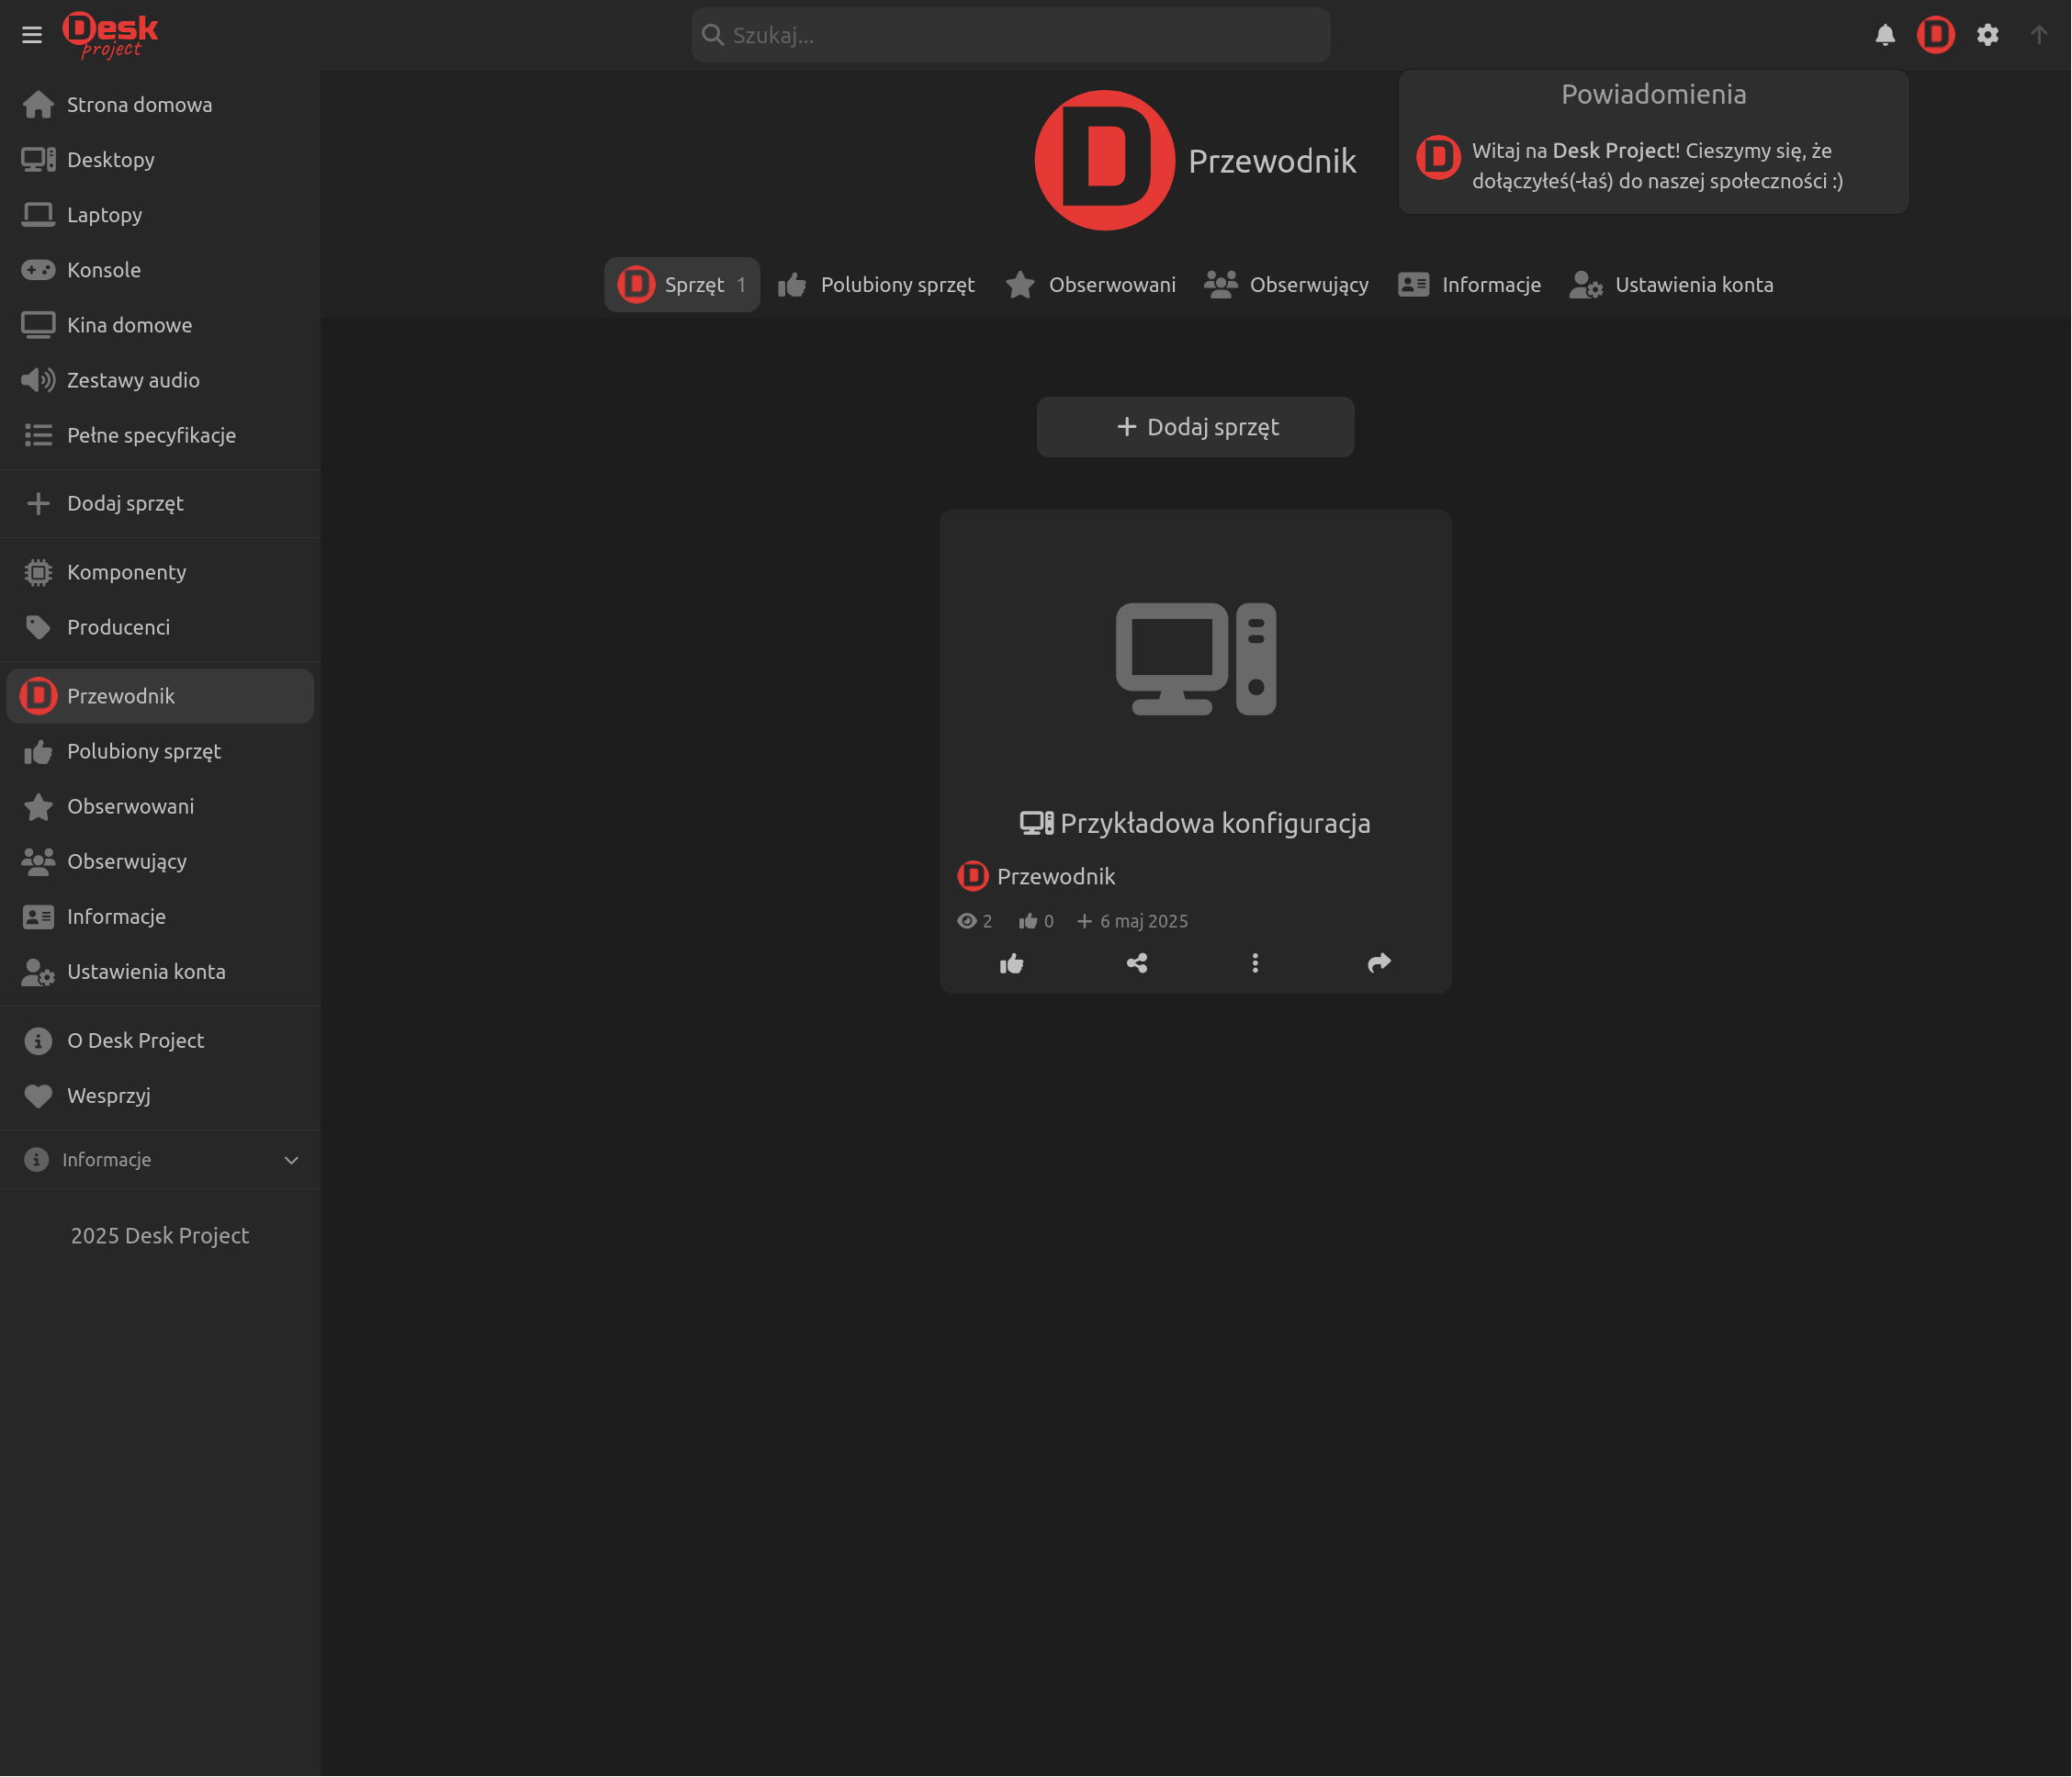 Desk
project
Szukaj...
Strona domowa
Desktopy
Laptopy
Konsole
Kina domowe
Zestawy audio
Pełne specyfikacje
Dodaj sprzęt
Komponenty
Producenci
Przewodnik
Polubiony sprzęt
Obserwowani
Obserwujący
Informacje
Ustawienia konta
O Desk Project
Wesprzyj
Informacje
2025 Desk Project
Przewodnik
Powiadomienia
Witaj na Desk Project! Cieszymy się, że
dołączyłeś(-łaś) do naszej społeczności :)
Sprzęt 1
Polubiony sprzęt
Obserwowani
Obserwujący
Informacje
Ustawienia konta
Dodaj sprzęt
Przykładowa konfiguracja
Przewodnik
2 0 6 maj 2025